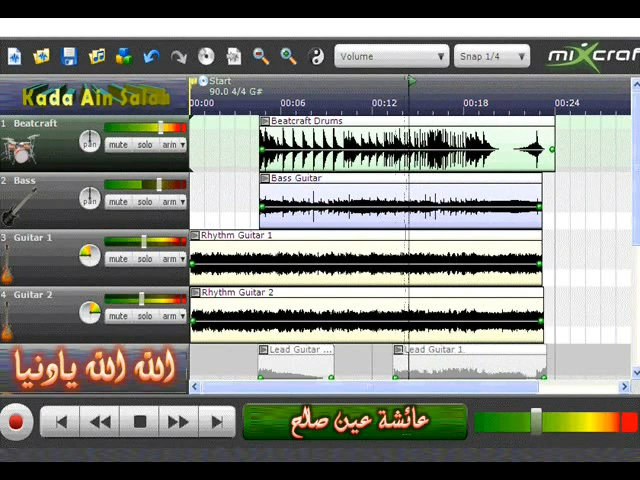 Volume
Snap 1/4
mixcraf
Kada Ain Salah
Start
90.0 4/4 G#
00:00 00:06 00:12 00:18 00:24
1 Beatcraft
pan
mute solo arm
Beatcraft Drums
2 Bass
pan
mute solo arm
Bass Guitar
3 Guitar 1
mute solo arm
Rhythm Guitar 1
4 Guitar 2
mute solo arm
Rhythm Guitar 2
Lead Guitar ...
Lead Guitar 1
الله الله يادنيا
عائشة عين صالح